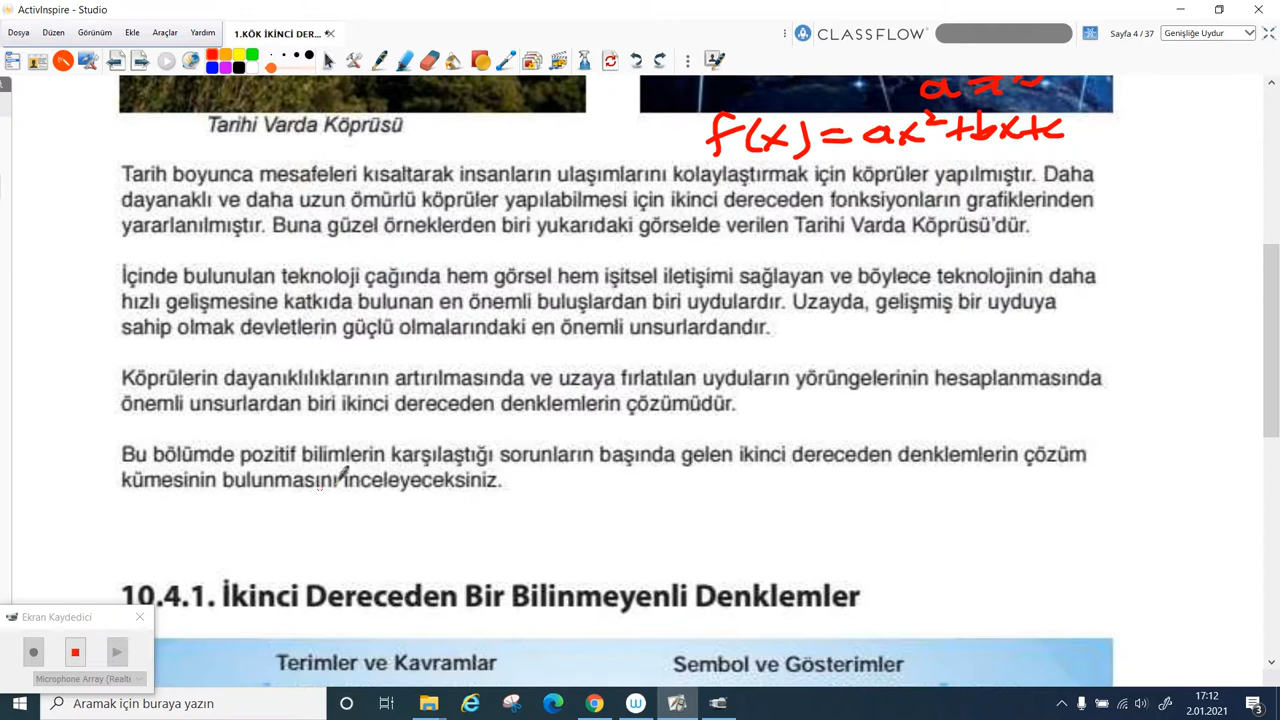 ActivInspire - Studio
Dosya Düzen Görünüm Ekle Araçlar Yardım
1.KÖK İKİNCİ DER...
CLASSFLOW
Sayfa 4 / 37
Genişliğe Uydur
f(x) = ax²+bx+c
Tarihi Varda Köprüsü
Tarih boyunca mesafeleri kısaltarak insanların ulaşımlarını kolaylaştırmak için köprüler yapılmıştır. Daha
dayanaklı ve daha uzun ömürlü köprüler yapılabilmesi için ikinci dereceden fonksiyonların grafiklerinden
yararlanılmıştır. Buna güzel örneklerden biri yukarıdaki görselde verilen Tarihi Varda Köprüsü'dür.
İçinde bulunulan teknoloji çağında hem görsel hem işitsel iletişimi sağlayan ve böylece teknolojinin daha
hızlı gelişmesine katkıda bulunan en önemli buluşlardan biri uydulardır. Uzayda, gelişmiş bir uyduya
sahip olmak devletlerin güçlü olmalarındaki en önemli unsurlardandır.
Köprülerin dayanıklılıklarının artırılmasında ve uzaya fırlatılan uyduların yörüngelerinin hesaplanmasında
önemli unsurlardan biri ikinci dereceden denklemlerin çözümüdür.
Bu bölümde pozitif bilimlerin karşılaştığı sorunların başında gelen ikinci dereceden denklemlerin çözüm
kümesinin bulunmasını inceleyeceksiniz.
10.4.1. İkinci Dereceden Bir Bilinmeyenli Denklemler
Terimler ve Kavramlar
Sembol ve Gösterimler
Ekran Kaydedici
Microphone Array (Realt
Aramak için buraya yazın
17:12
2.01.2021
3